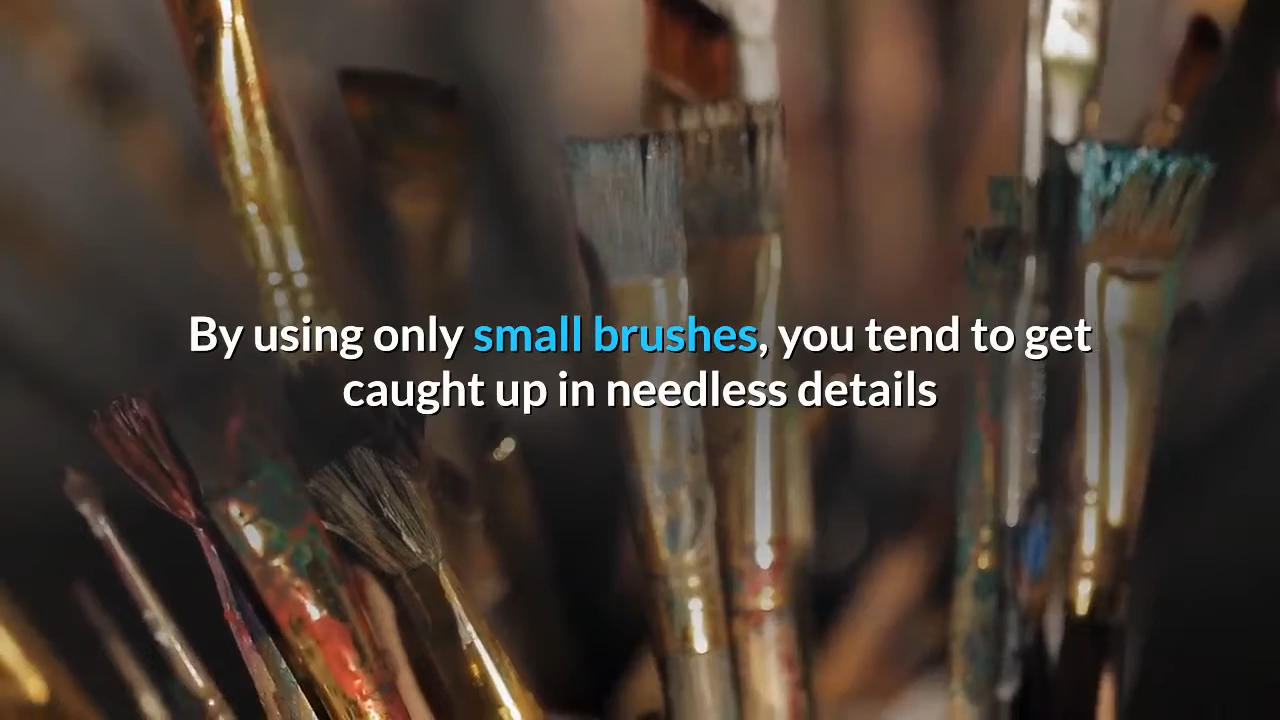 By using only small brushes, you tend to get
caught up in needless details